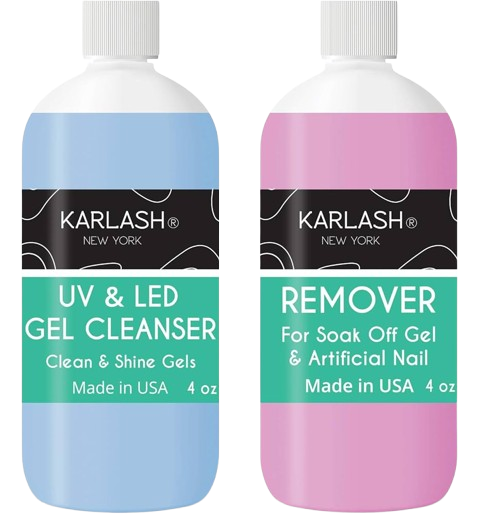 KARLASH®
NEW YORK
UV & LED
GEL CLEANSER
Clean & Shine Gels
Made in USA 4 oz
KARLASH®
NEW YORK
REMOVER
For Soak Off Gel
& Artificial Nail
Made in USA 4 oz